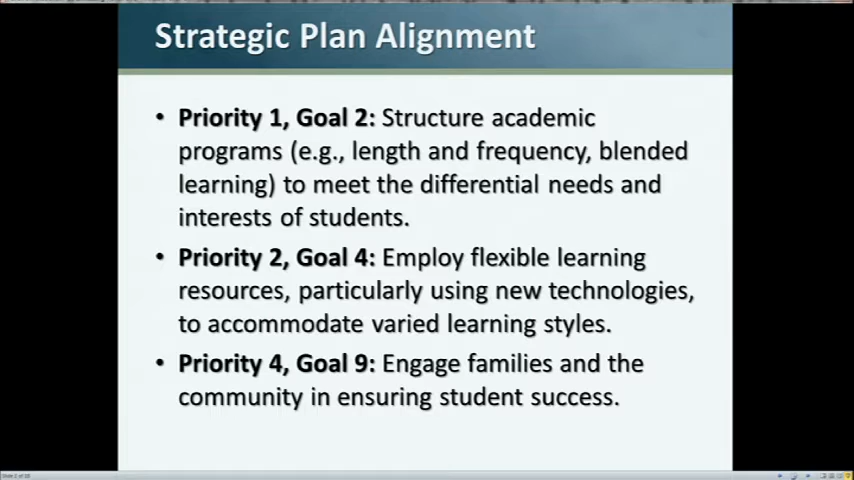 Strategic Plan Alignment
• Priority 1, Goal 2: Structure academic
programs (e.g., length and frequency, blended
learning) to meet the differential needs and
interests of students.
• Priority 2, Goal 4: Employ flexible learning
resources, particularly using new technologies,
to accommodate varied learning styles.
• Priority 4, Goal 9: Engage families and the
community in ensuring student success.